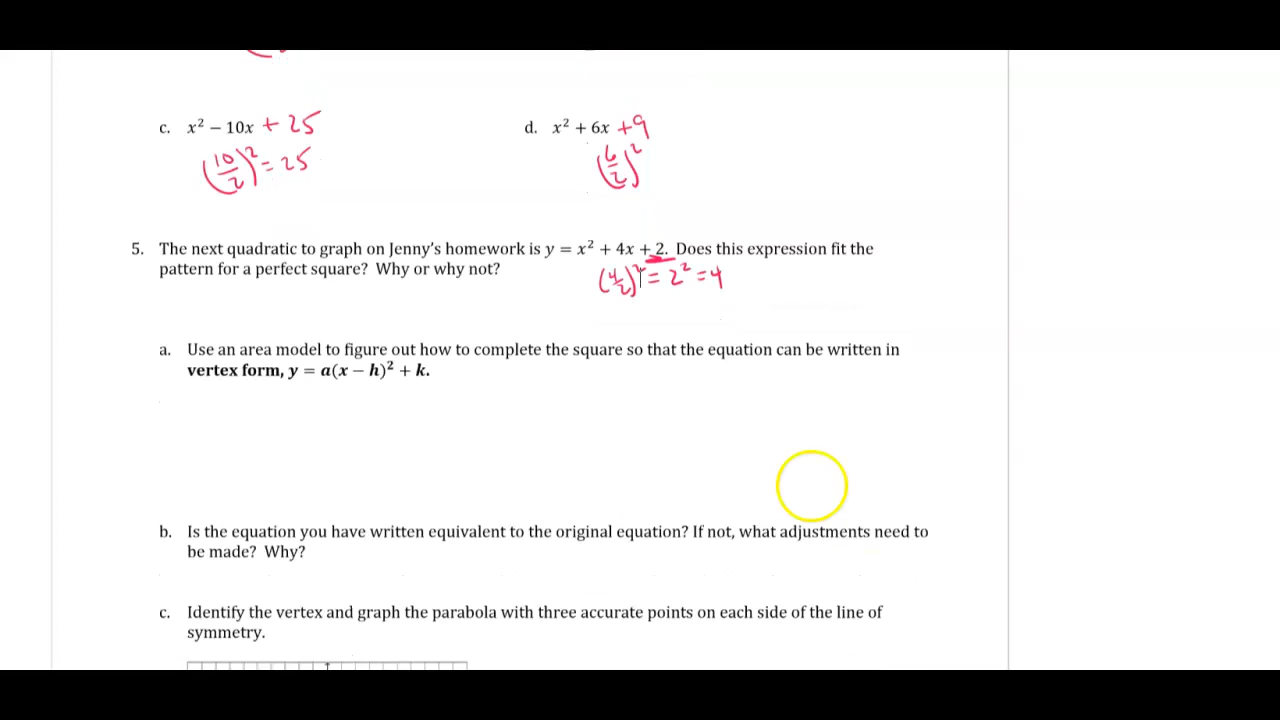 c. x² – 10x + 25
d. x² + 6x +9
(10/2)² = 25
(6/2)²
5. The next quadratic to graph on Jenny's homework is y = x² + 4x + 2. Does this expression fit the
pattern for a perfect square? Why or why not?
(4/2)² = 2² = 4
a. Use an area model to figure out how to complete the square so that the equation can be written in
vertex form, y = a(x – h)² + k.
b. Is the equation you have written equivalent to the original equation? If not, what adjustments need to
be made? Why?
c. Identify the vertex and graph the parabola with three accurate points on each side of the line of
symmetry.